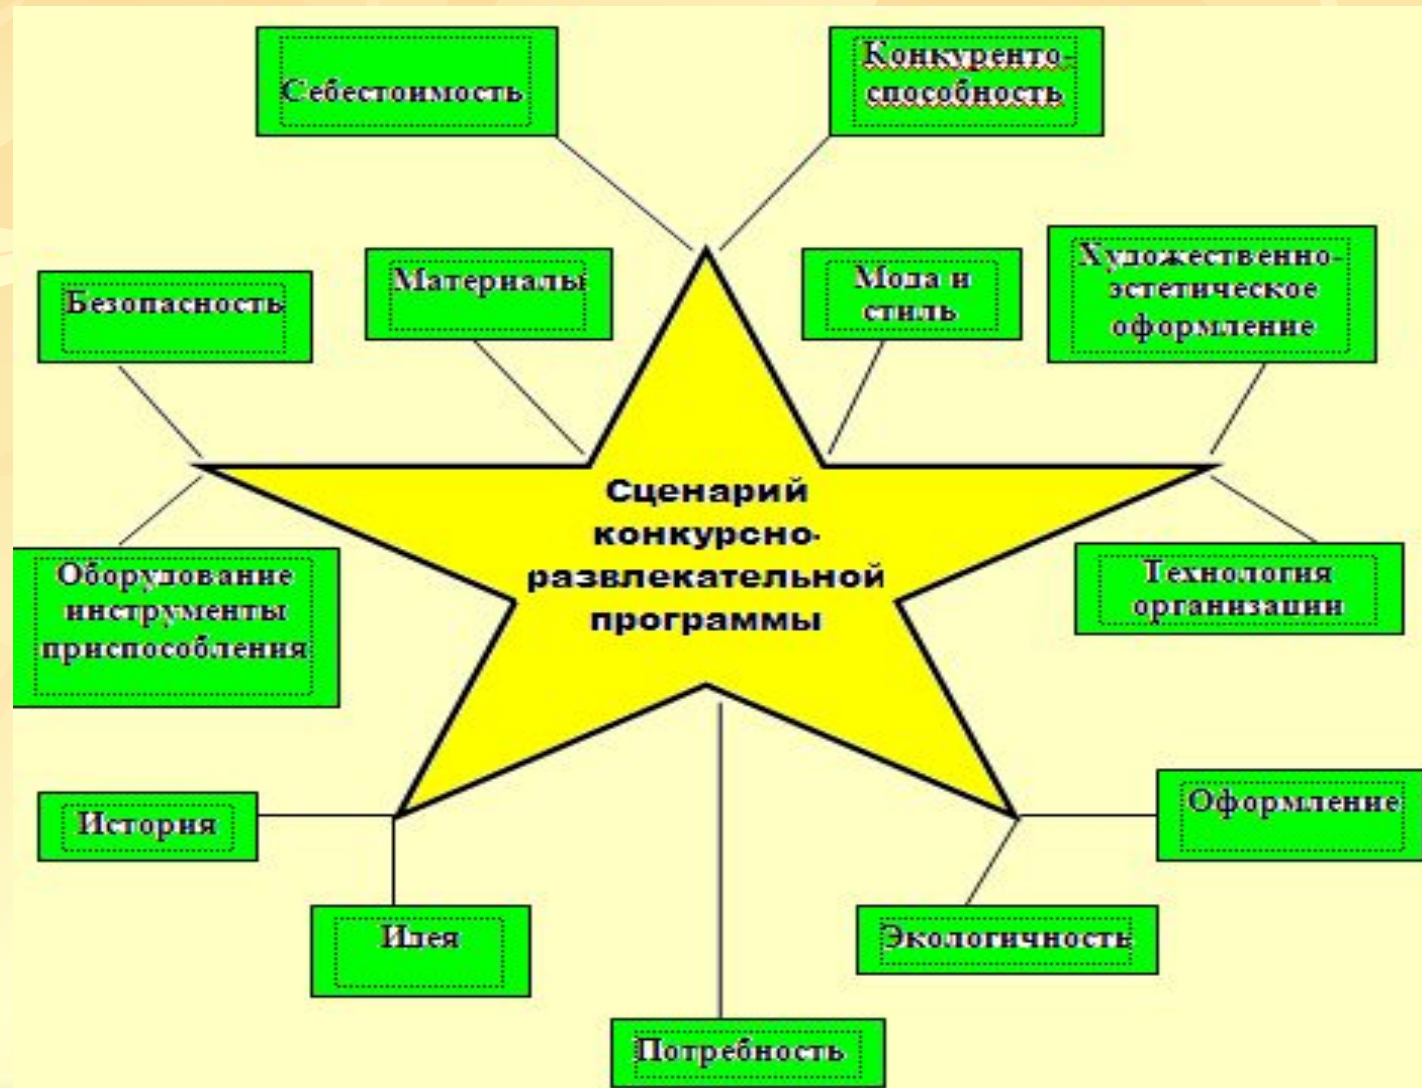 Себестоимость
Конкуренто-
способность
Безопасность
Материалы
Мода и
стиль
Художественно-
эстетическое
оформление
Сценарий
конкурсно-
развлекательной
программы
Оборудование
инструменты
приспособления
Технология
организации
История
Оформление
Идея
Экологичность
Потребность